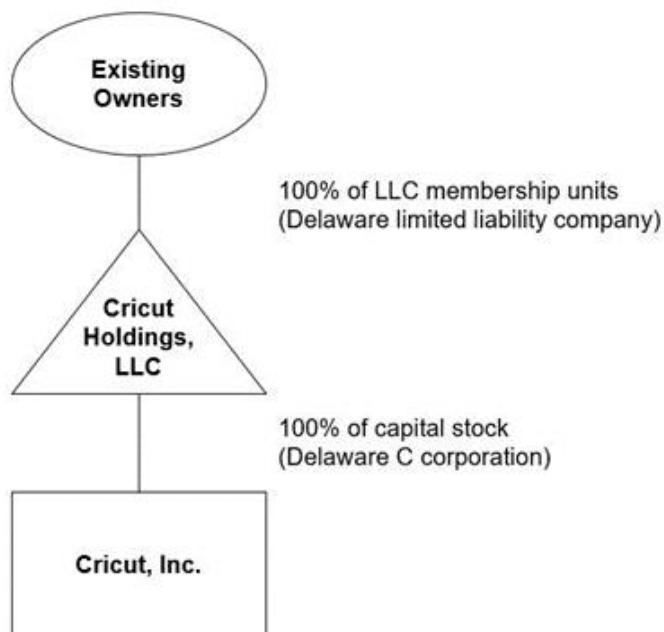 Existing
Owners
100% of LLC membership units
(Delaware limited liability company)
Cricut
Holdings,
LLC
100% of capital stock
(Delaware C corporation)
Cricut, Inc.